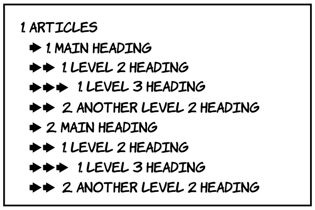 1. ARTICLES
🡆 1. MAIN HEADING
🡆🡆 1. LEVEL 2 HEADING
🡆🡆🡆 1. LEVEL 3 HEADING
🡆🡆 2. ANOTHER LEVEL 2 HEADING
🡆 2. MAIN HEADING
🡆🡆 1. LEVEL 2 HEADING
🡆🡆🡆 1. LEVEL 3 HEADING
🡆🡆 2. ANOTHER LEVEL 2 HEADING